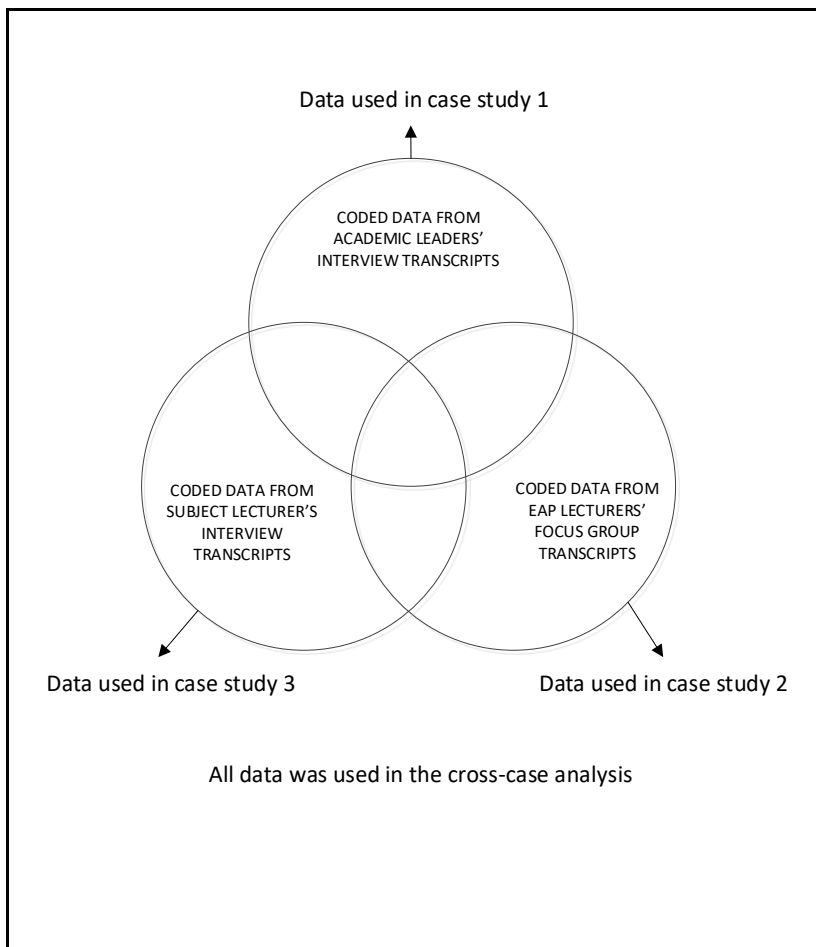 Data used in case study 1
CODED DATA FROM
ACADEMIC LEADERS’
INTERVIEW TRANSCRIPTS
CODED DATA FROM
SUBJECT LECTURER’S
INTERVIEW
TRANSCRIPTS
CODED DATA FROM
EAP LECTURERS’
FOCUS GROUP
TRANSCRIPTS
Data used in case study 3
Data used in case study 2
All data was used in the cross-case analysis